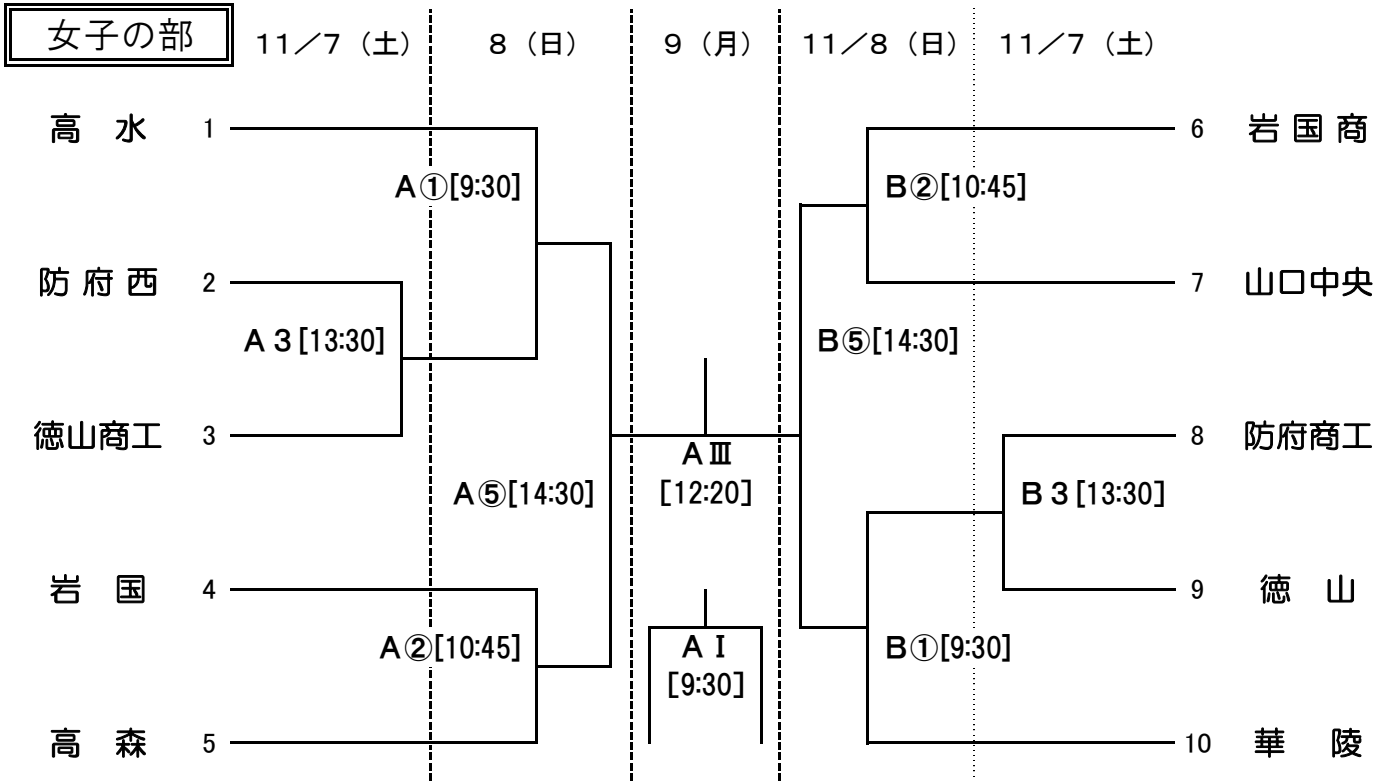 女子の部
11／7（土） 8（日） 9（月） 11／8（日） 11／7（土）
高 水 1 6 岩国商
A①[9:30] B②[10:45]
防府西 2 7 山口中央
A3[13:30] B⑤[14:30]
徳山商工 3 8 防府商工
AⅢ
A⑤[14:30] [12:20] B3[13:30]
岩 国 4 9 徳 山
A②[10:45] AⅠ B①[9:30]
[9:30]
高 森 5 10 華 陵